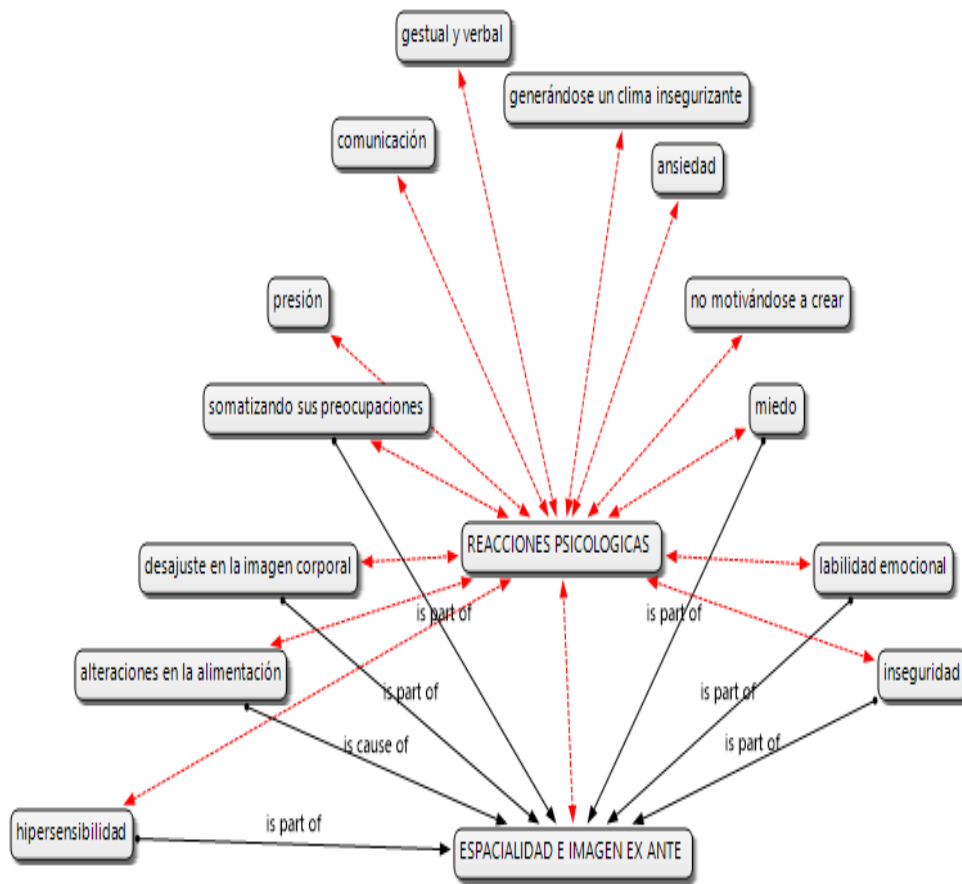 gestual y verbal
generándose un clima insegurizante
comunicación
ansiedad
presión
no motivándose a crear
somatizando sus preocupaciones
miedo
REACCIONES PSICOLOGICAS
desajuste en la imagen corporal
labilidad emocional
is part of
is part of
alteraciones en la alimentación
inseguridad
is part of
is part of
is cause of
is part of
hipersensibilidad
is part of
ESPACIALIDAD E IMAGEN EX ANTE